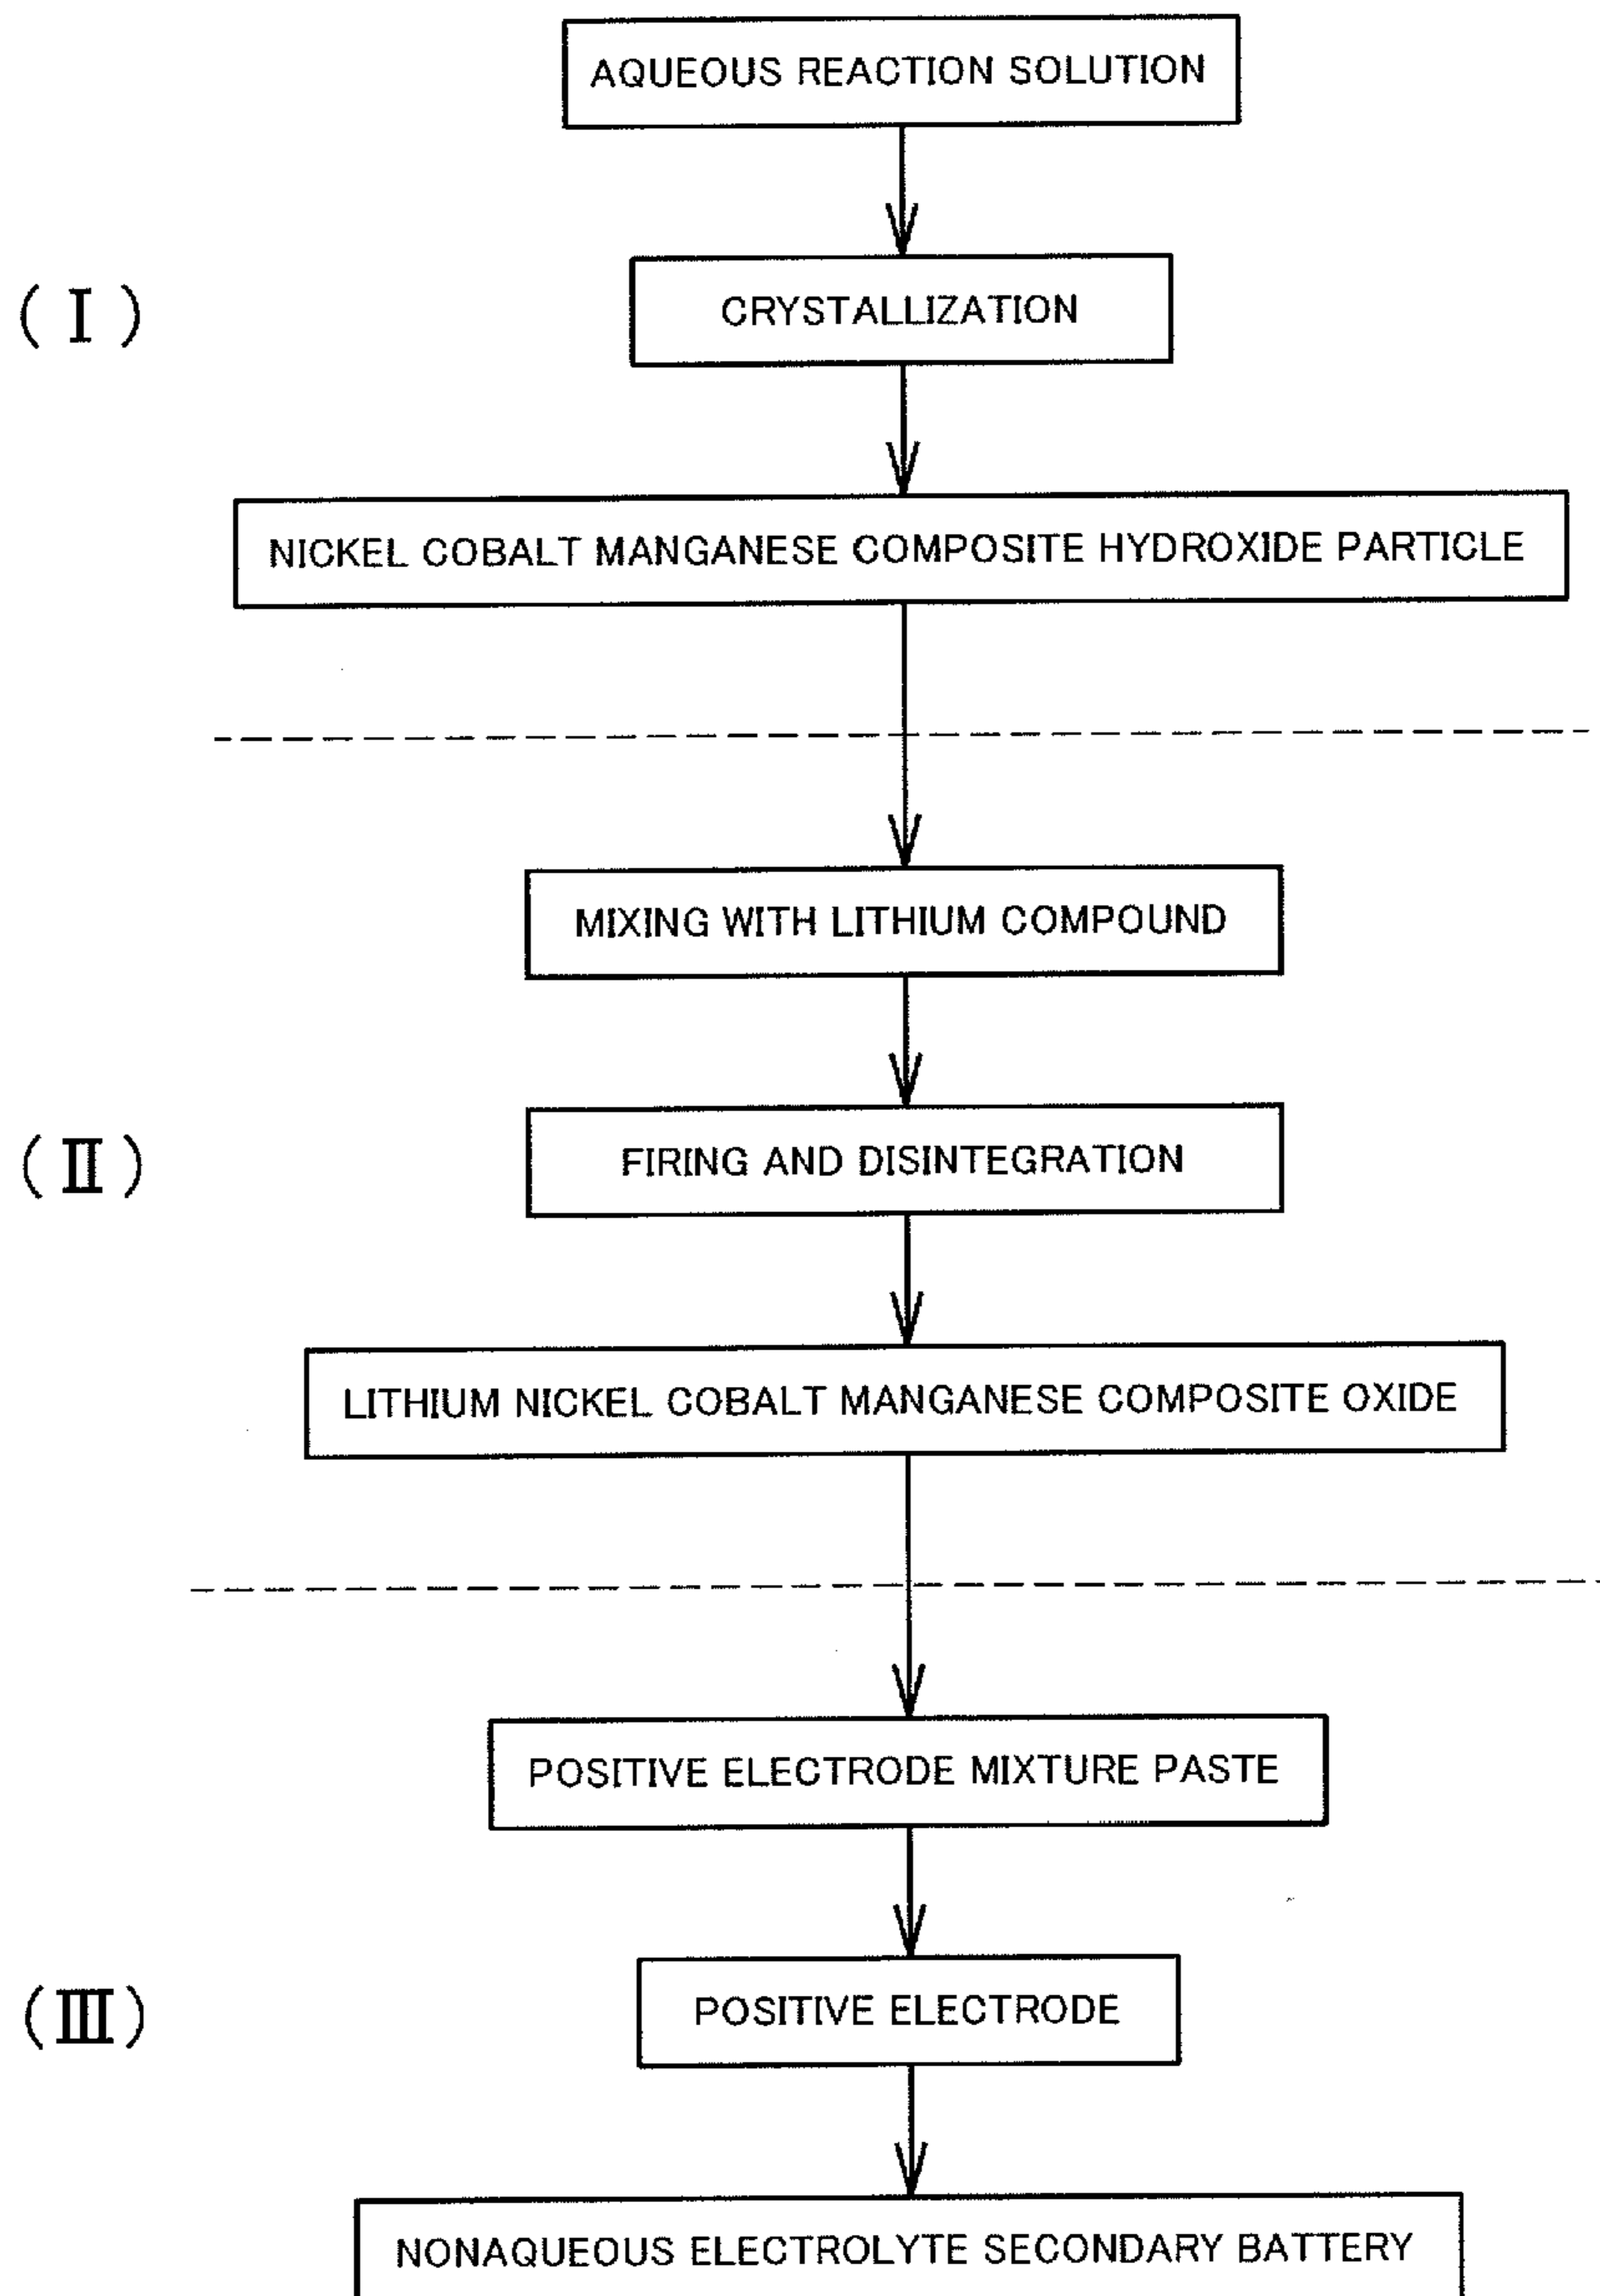 AQUEOUS REACTION SOLUTION
(I)
CRYSTALLIZATION
NICKEL COBALT MANGANESE COMPOSITE HYDROXIDE PARTICLE
MIXING WITH LITHIUM COMPOUND
(II)
FIRING AND DISINTEGRATION
LITHIUM NICKEL COBALT MANGANESE COMPOSITE OXIDE
POSITIVE ELECTRODE MIXTURE PASTE
(III)
POSITIVE ELECTRODE
NONAQUEOUS ELECTROLYTE SECONDARY BATTERY